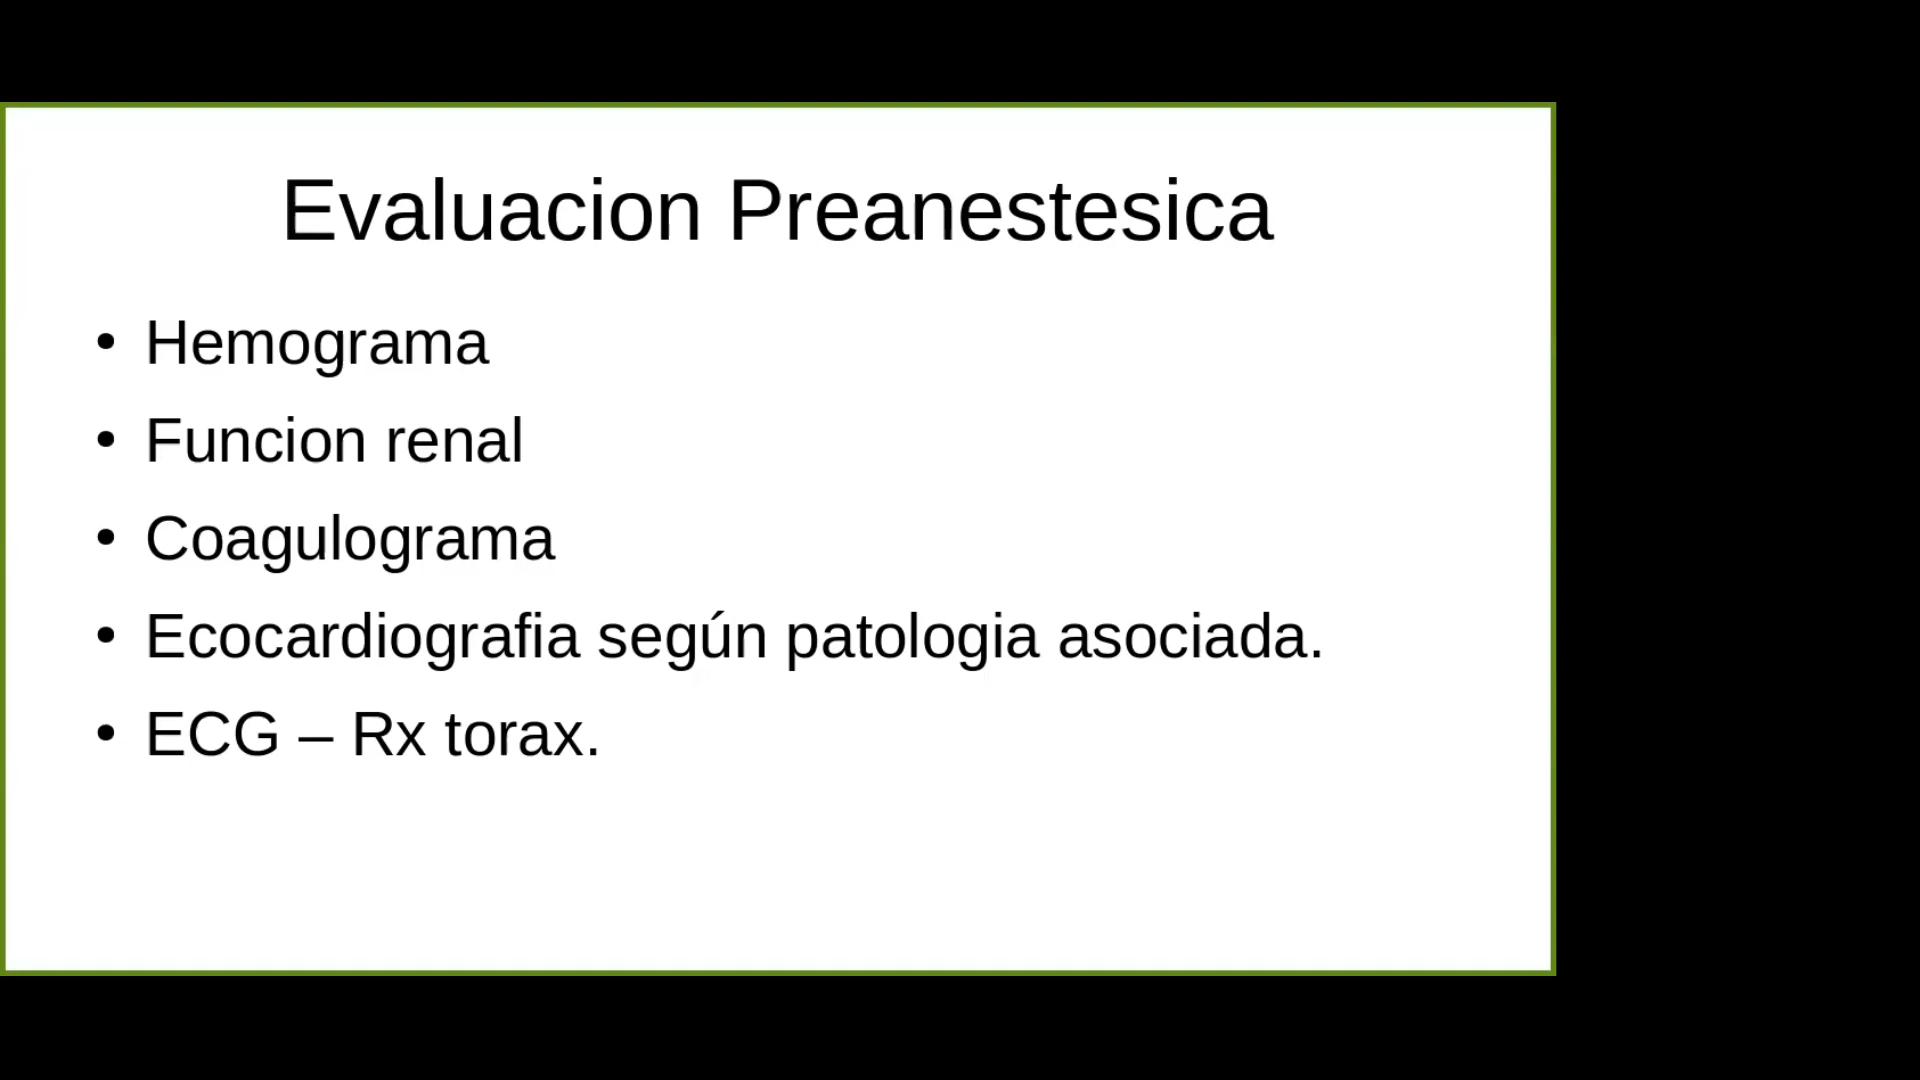 Evaluacion Preanestesica
• Hemograma
• Funcion renal
• Coagulograma
• Ecocardiografia según patologia asociada.
• ECG – Rx torax.